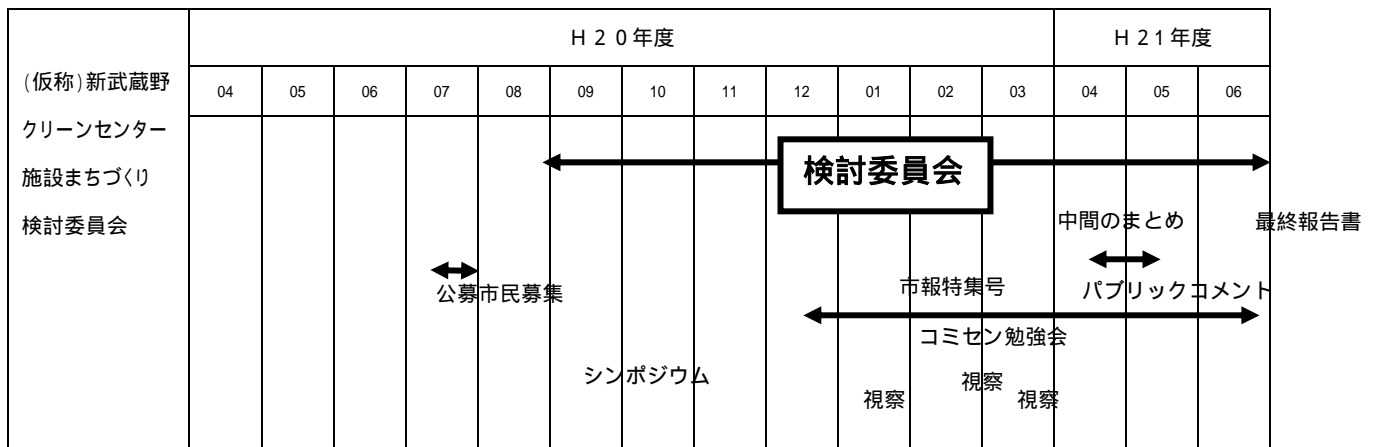 H20年度 H21年度
(仮称)新武蔵野
04 05 06 07 08 09 10 11 12 01 02 03 04 05 06
クリーンセンター
施設まちづくり
検討委員会
検討委員会
中間のまとめ 最終報告書
公募市民募集 市報特集号 パブリックコメント
コミセン勉強会
シンポジウム 視察
視察 視察